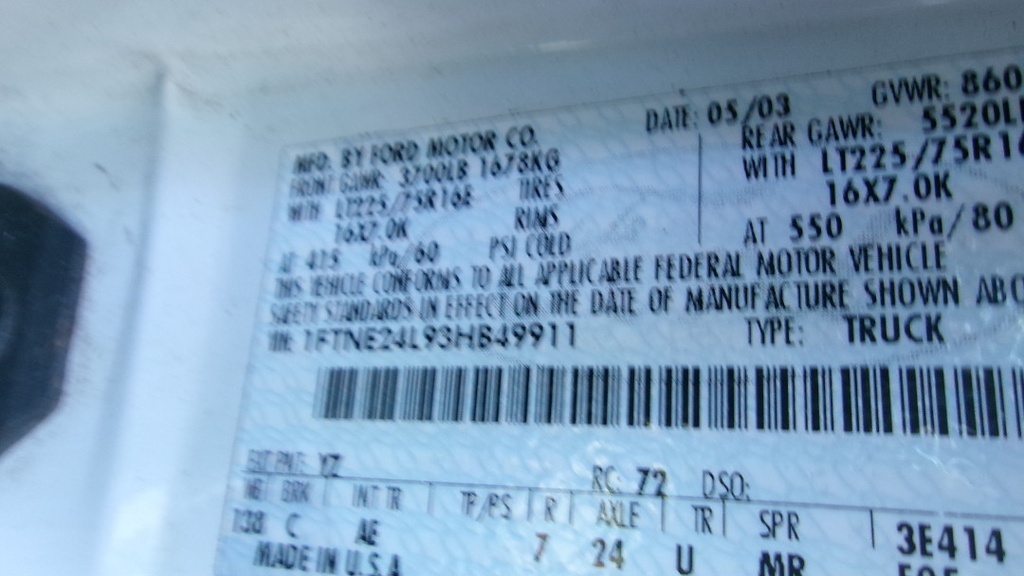 DATE: 05/03 GVWR: 860
MFD. BY FORD MOTOR CO.
FRONT GAWR: 3700LB 1678KG REAR GAWR: 5520L
WITH LT225/75R16E TIRES WITH LT225/75R16
16X7.0K RIMS 16X7.0K
AT 415 kPa/60 PSI COLD AT 550 kPa/80
THIS VEHICLE CONFORMS TO ALL APPLICABLE FEDERAL MOTOR VEHICLE
SAFETY STANDARDS IN EFFECT ON THE DATE OF MANUFACTURE SHOWN ABO
VIN: 1FTNE24L93HB49911 TYPE: TRUCK
EXT PNT: YZ RC: 72 DSO:
WB BRK INT TR TP/PS R AXLE TR SPR
138 C AE 7 24 U MR 3E414
MADE IN U.S.A